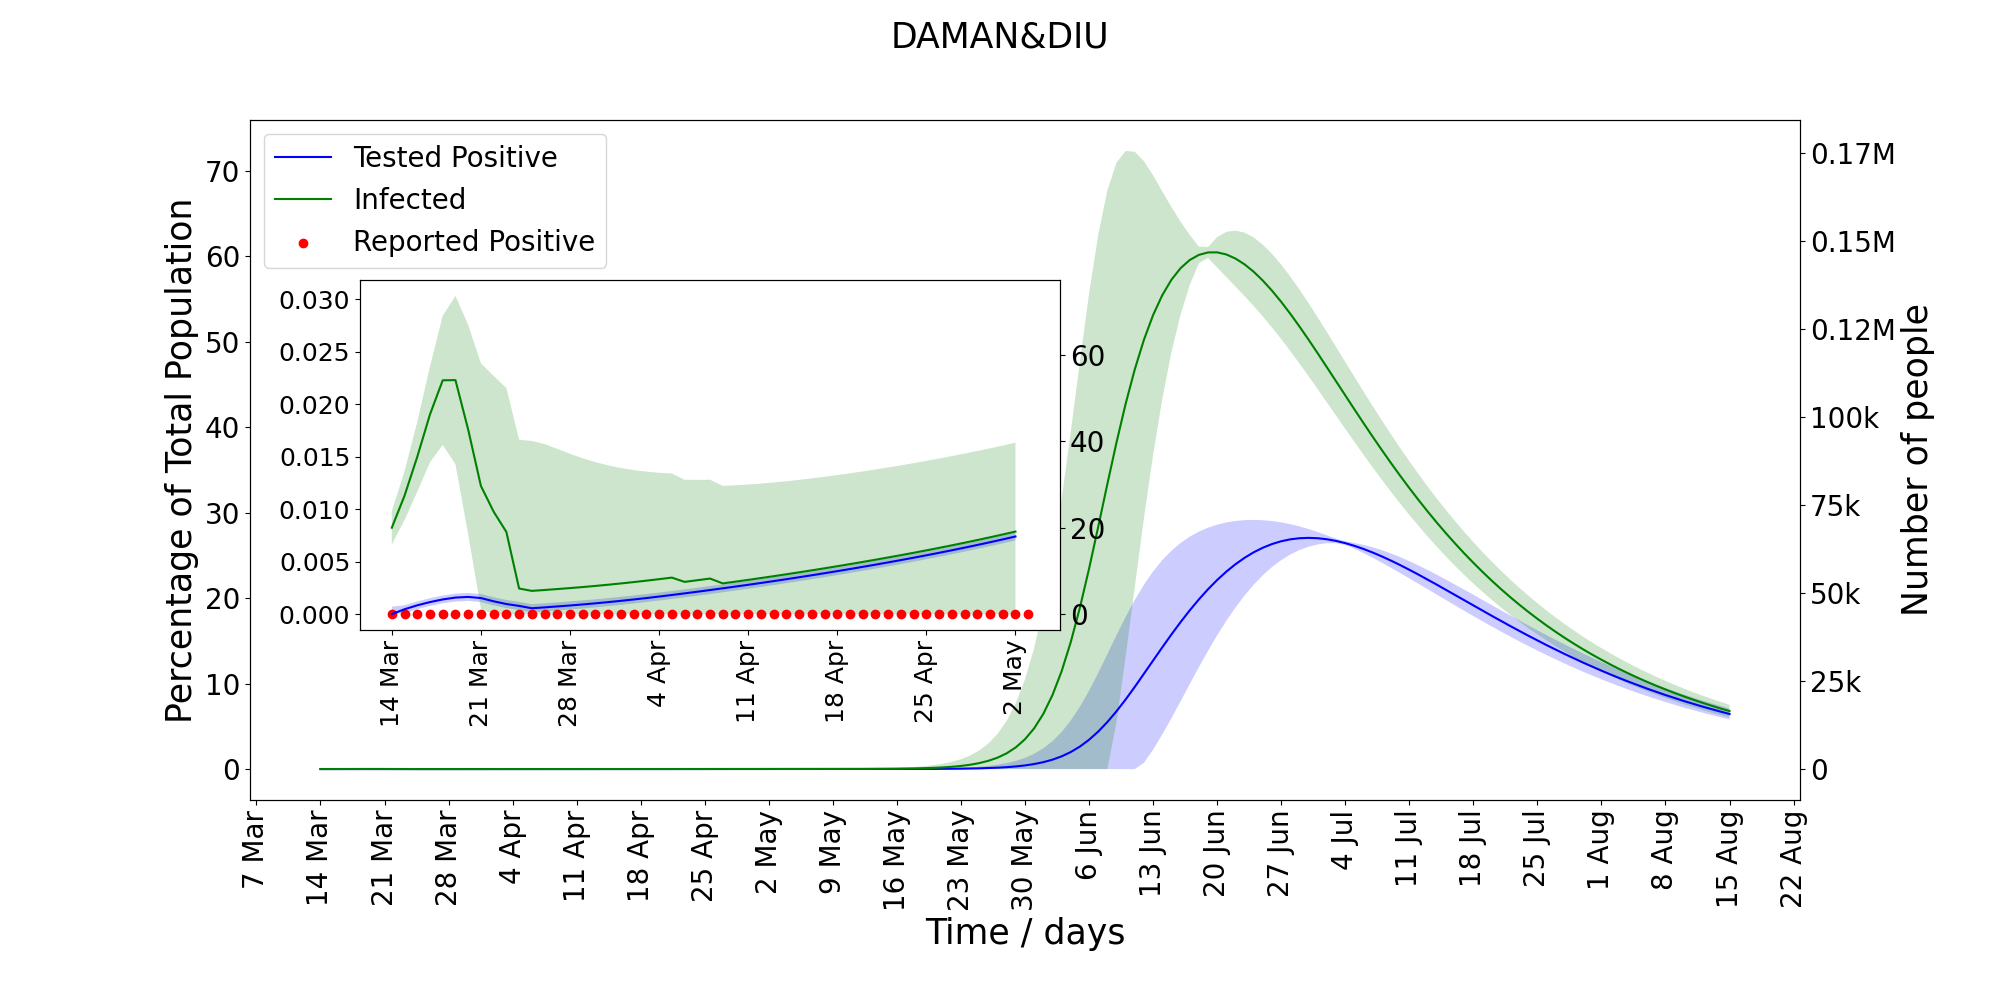 DAMAN&DIU
Tested Positive
Infected
Reported Positive
Percentage of Total Population
70
60
50
40
30
20
10
0
0.17M
0.15M
0.12M
100k
75k
50k
25k
0
Number of people
0.030
0.025
0.020
0.015
0.010
0.005
0.000
60
40
20
0
14 Mar
21 Mar
28 Mar
4 Apr
11 Apr
18 Apr
25 Apr
2 May
7 Mar
14 Mar
21 Mar
28 Mar
4 Apr
11 Apr
18 Apr
25 Apr
2 May
9 May
16 May
23 May
30 May
6 Jun
13 Jun
20 Jun
27 Jun
4 Jul
11 Jul
18 Jul
25 Jul
1 Aug
8 Aug
15 Aug
22 Aug
Time / days